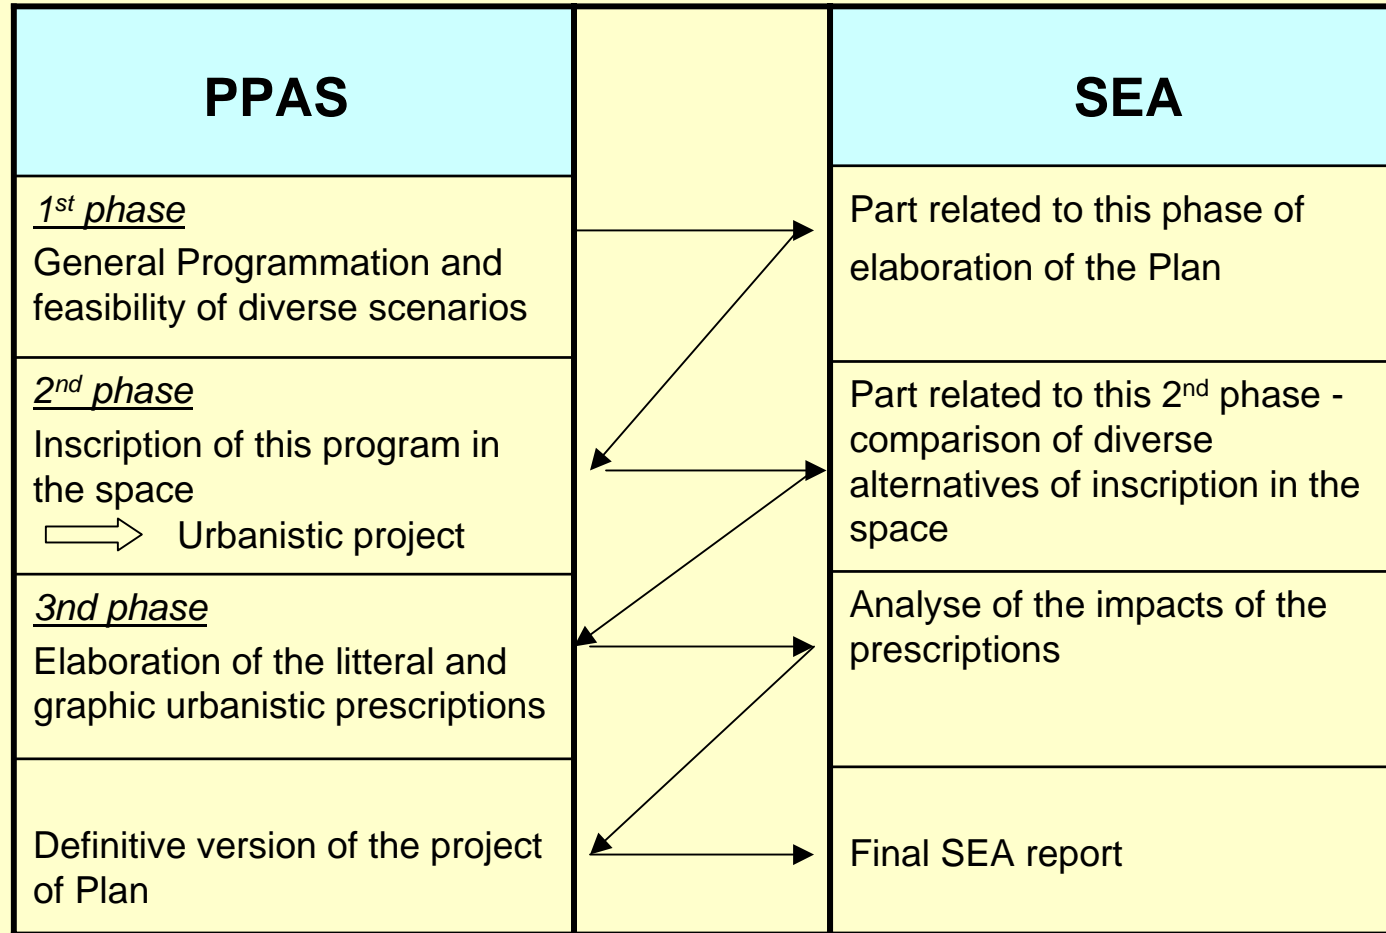 PPAS
SEA
1st phase
General Programmation and
feasibility of diverse scenarios
Part related to this phase of
elaboration of the Plan
2nd phase
Inscription of this program in
the space
Urbanistic project
Part related to this 2nd phase -
comparison of diverse
alternatives of inscription in the
space
3nd phase
Elaboration of the litteral and
graphic urbanistic prescriptions
Analyse of the impacts of the
prescriptions
Definitive version of the project
of Plan
Final SEA report